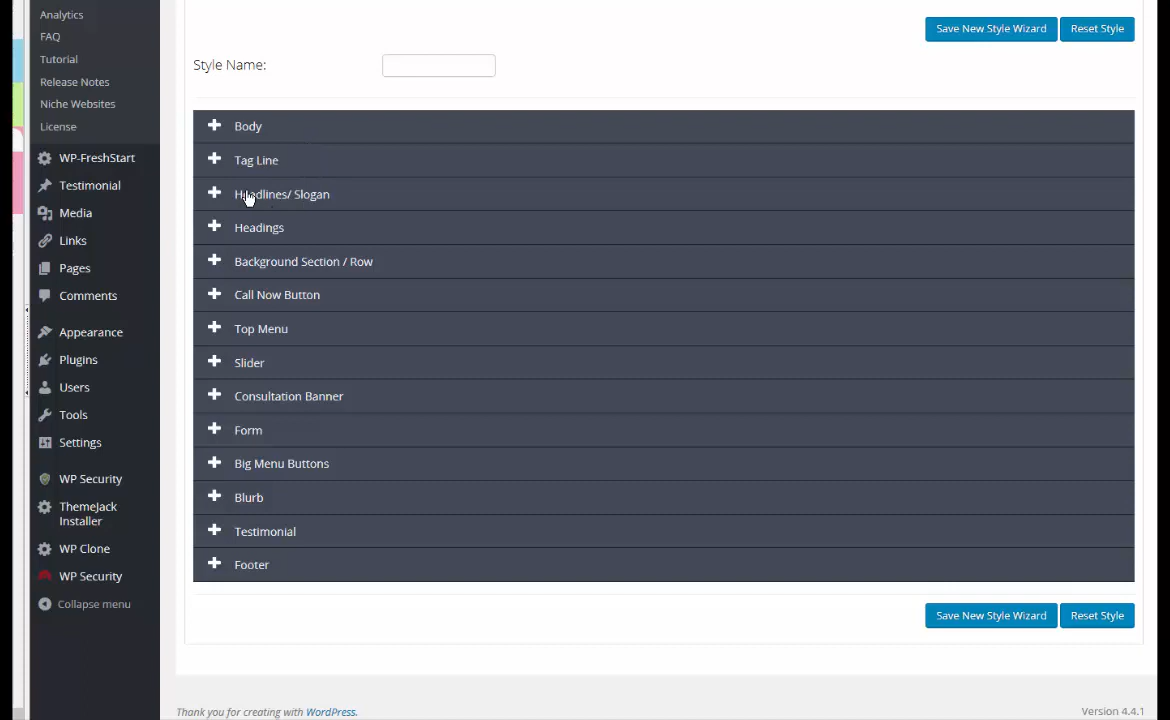 Analytics
FAQ
Tutorial
Release Notes
Niche Websites
License
WP-FreshStart
Testimonial
Media
Links
Pages
Comments
Appearance
Plugins
Users
Tools
Settings
WP Security
ThemeJack
Installer
WP Clone
WP Security
Collapse menu
Save New Style Wizard Reset Style
Style Name:
Body
Tag Line
Headlines/ Slogan
Headings
Background Section / Row
Call Now Button
Top Menu
Slider
Consultation Banner
Form
Big Menu Buttons
Blurb
Testimonial
Footer
Save New Style Wizard Reset Style
Thank you for creating with WordPress. Version 4.4.1